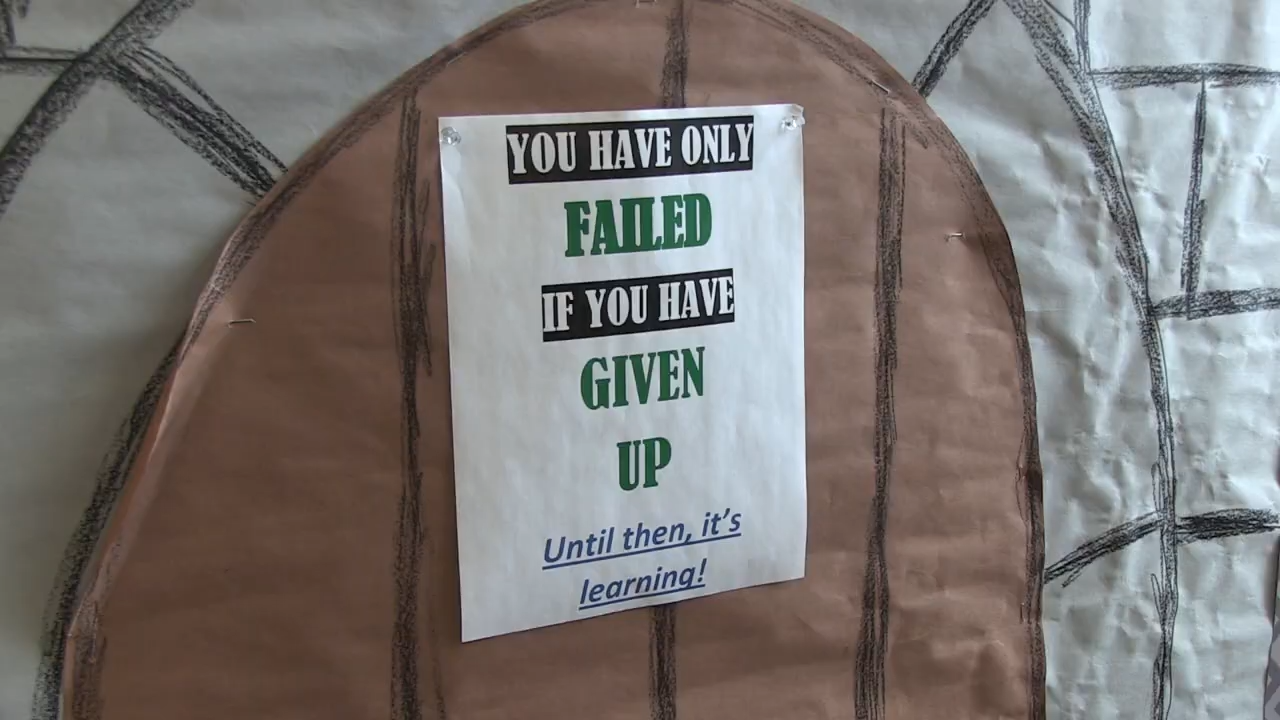 YOU HAVE ONLY
FAILED
IF YOU HAVE
GIVEN
UP
Until then, it's
learning!